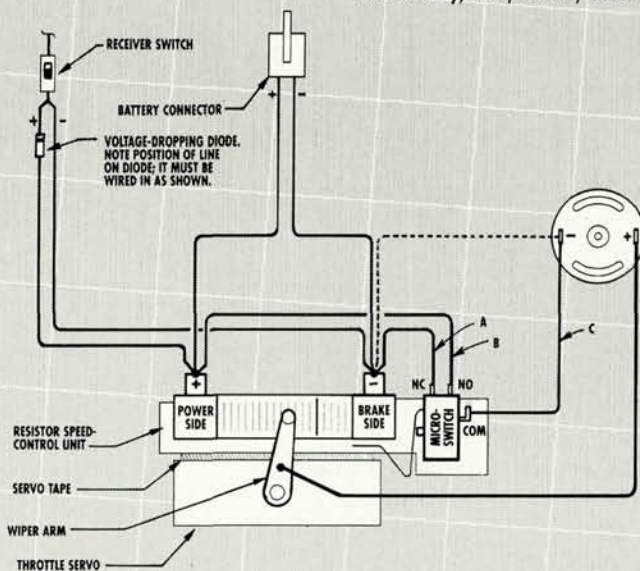 RECEIVER SWITCH
BATTERY CONNECTOR
+ -
+ -
VOLTAGE-DROPPING DIODE.
NOTE POSITION OF LINE
ON DIODE; IT MUST BE
WIRED IN AS SHOWN.
- +
A
B
C
+
-
NC
NO
POWER
SIDE
BRAKE
SIDE
MICRO-
SWITCH
COM
RESISTOR SPEED-
CONTROL UNIT
SERVO TAPE
WIPER ARM
THROTTLE SERVO